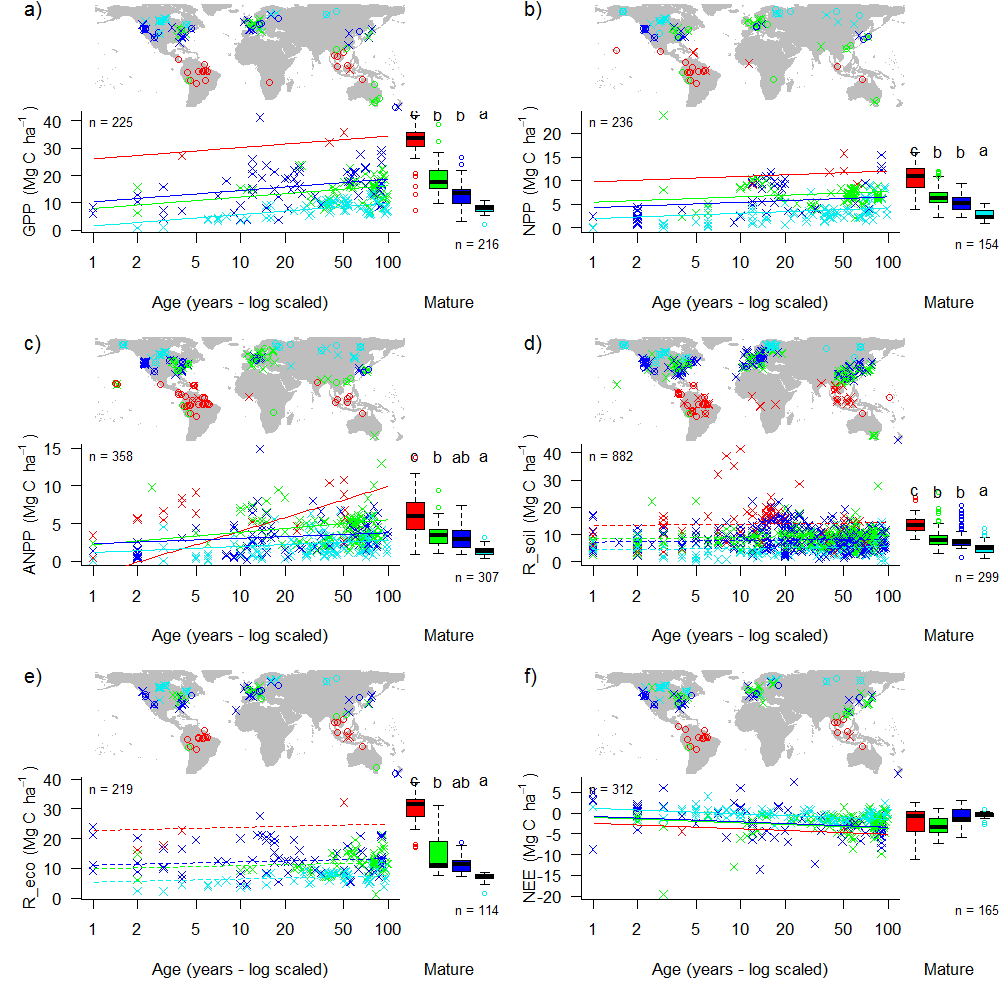 a)
GPP (Mg C ha⁻¹)
40
30
20
10
0
n = 225
c b b a
n = 216
1 2 5 10 20 50 100
Age (years - log scaled)
Mature
b)
NPP (Mg C ha⁻¹)
20
15
10
5
0
n = 236
c b b a
n = 154
1 2 5 10 20 50 100
Age (years - log scaled)
Mature
c)
ANPP (Mg C ha⁻¹)
15
10
5
0
n = 358
c b ab a
n = 307
1 2 5 10 20 50 100
Age (years - log scaled)
Mature
d)
R_soil (Mg C ha⁻¹)
40
30
20
10
0
n = 882
c b b a
n = 299
1 2 5 10 20 50 100
Age (years - log scaled)
Mature
e)
R_eco (Mg C ha⁻¹)
40
30
20
10
0
n = 219
c b ab a
n = 114
1 2 5 10 20 50 100
Age (years - log scaled)
Mature
f)
NEE (Mg C ha⁻¹)
5
0
-5
-10
-15
-20
n = 312
n = 165
1 2 5 10 20 50 100
Age (years - log scaled)
Mature